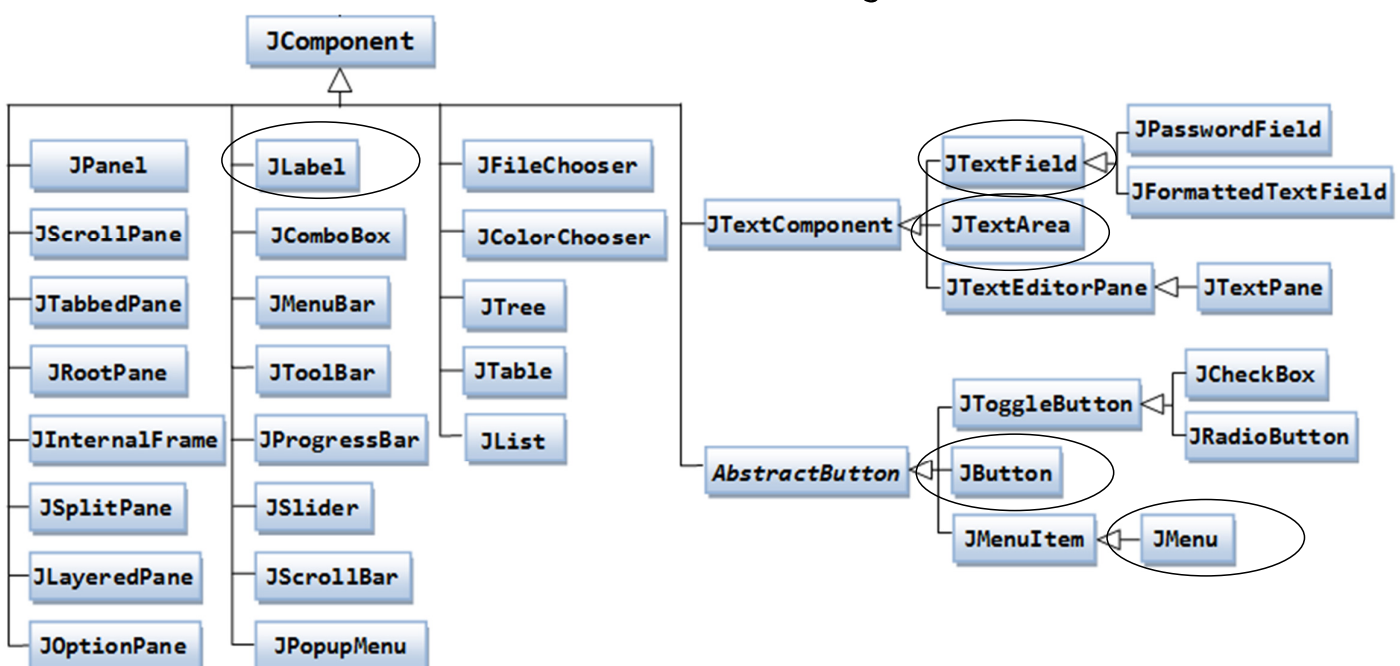 JComponent
JPanel
JScrollPane
JTabbedPane
JRootPane
JInternalFrame
JSplitPane
JLayeredPane
JOptionPane
JLabel
JComboBox
JMenuBar
JToolBar
JProgressBar
JSlider
JScrollBar
JPopupMenu
JFileChooser
JColorChooser
JTree
JTable
JList
JTextComponent
JTextField
JTextArea
JTextEditorPane
JPasswordField
JFormattedTextField
JTextPane
AbstractButton
JToggleButton
JButton
JMenuItem
JCheckBox
JRadioButton
JMenu